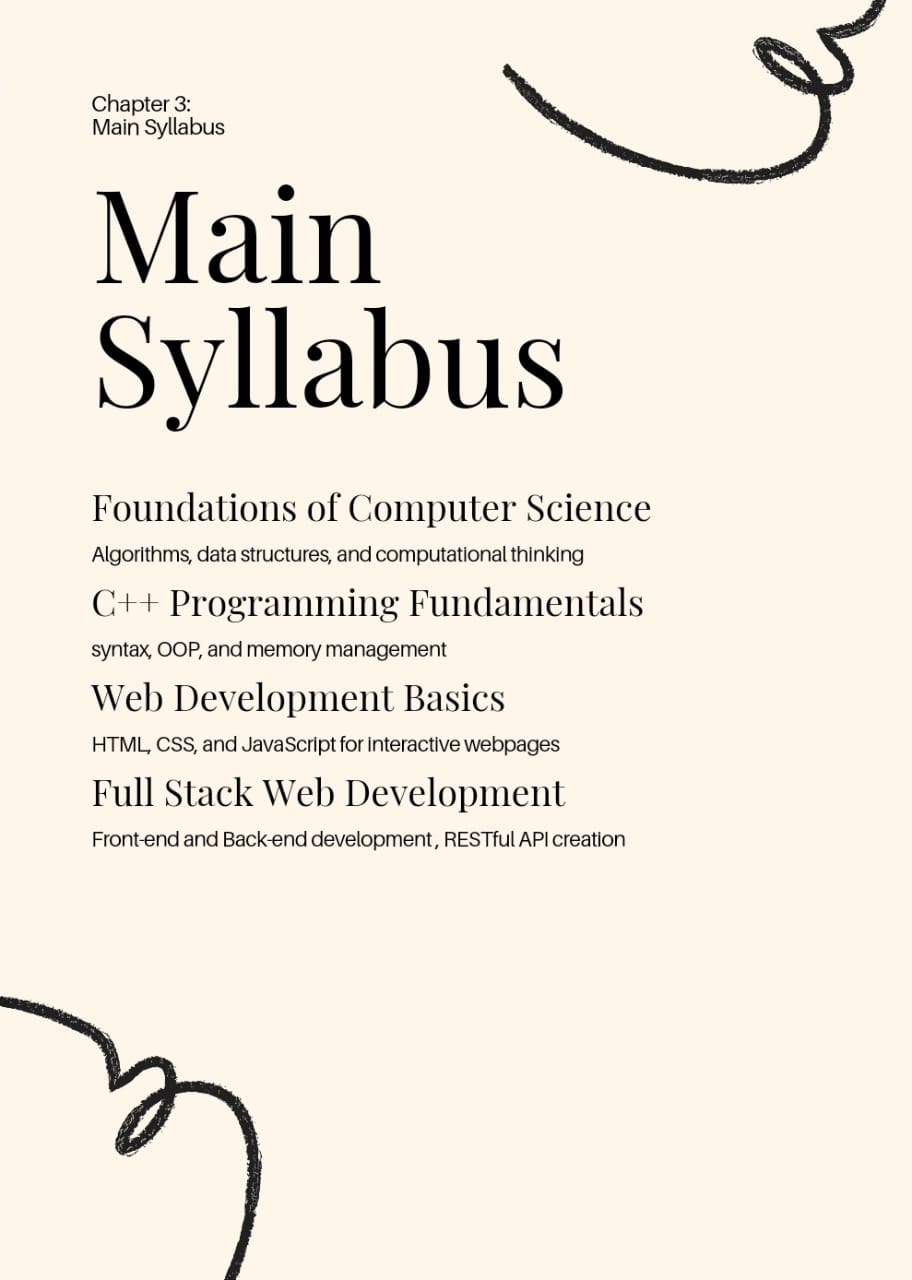 Chapter 3:
Main Syllabus
Main
Syllabus
Foundations of Computer Science
Algorithms, data structures, and computational thinking
C++ Programming Fundamentals
syntax, OOP, and memory management
Web Development Basics
HTML, CSS, and JavaScript for interactive webpages
Full Stack Web Development
Front-end and Back-end development , RESTful API creation